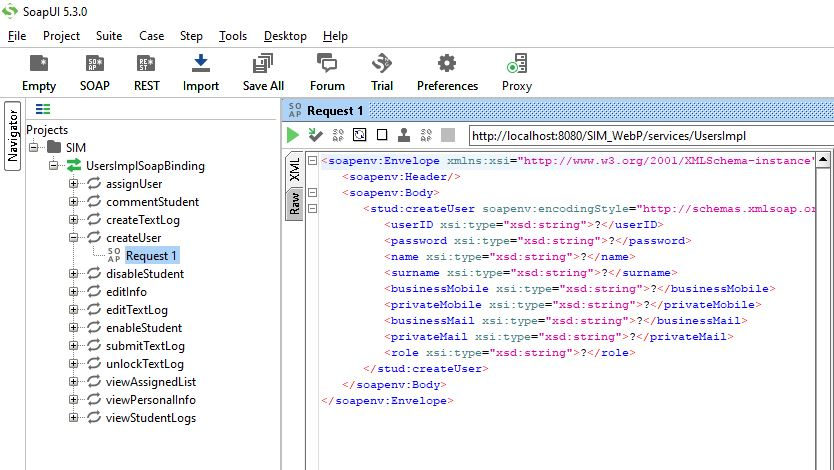 SoapUI 5.3.0
File Project Suite Case Step Tools Desktop Help
Empty SOAP REST Import Save All Forum Trial Preferences Proxy
Navigator
Projects
SIM
UsersImplSoapBinding
assignUser
commentStudent
createTextLog
createUser
Request 1
disableStudent
editInfo
editTextLog
enableStudent
submitTextLog
unlockTextLog
viewAssignedList
viewPersonalInfo
viewStudentLogs
SOAP Request 1
http://localhost:8080/SIM_WebP/services/UsersImpl
XML
Raw
<soapenv:Envelope xmlns:xsi="http://www.w3.org/2001/XMLSchema-instance"
<soapenv:Header/>
<soapenv:Body>
<stud:createUser soapenv:encodingStyle="http://schemas.xmlsoap.or
<userID xsi:type="xsd:string">?</userID>
<password xsi:type="xsd:string">?</password>
<name xsi:type="xsd:string">?</name>
<surname xsi:type="xsd:string">?</surname>
<businessMobile xsi:type="xsd:string">?</businessMobile>
<privateMobile xsi:type="xsd:string">?</privateMobile>
<businessMail xsi:type="xsd:string">?</businessMail>
<privateMail xsi:type="xsd:string">?</privateMail>
<role xsi:type="xsd:string">?</role>
</stud:createUser>
</soapenv:Body>
</soapenv:Envelope>